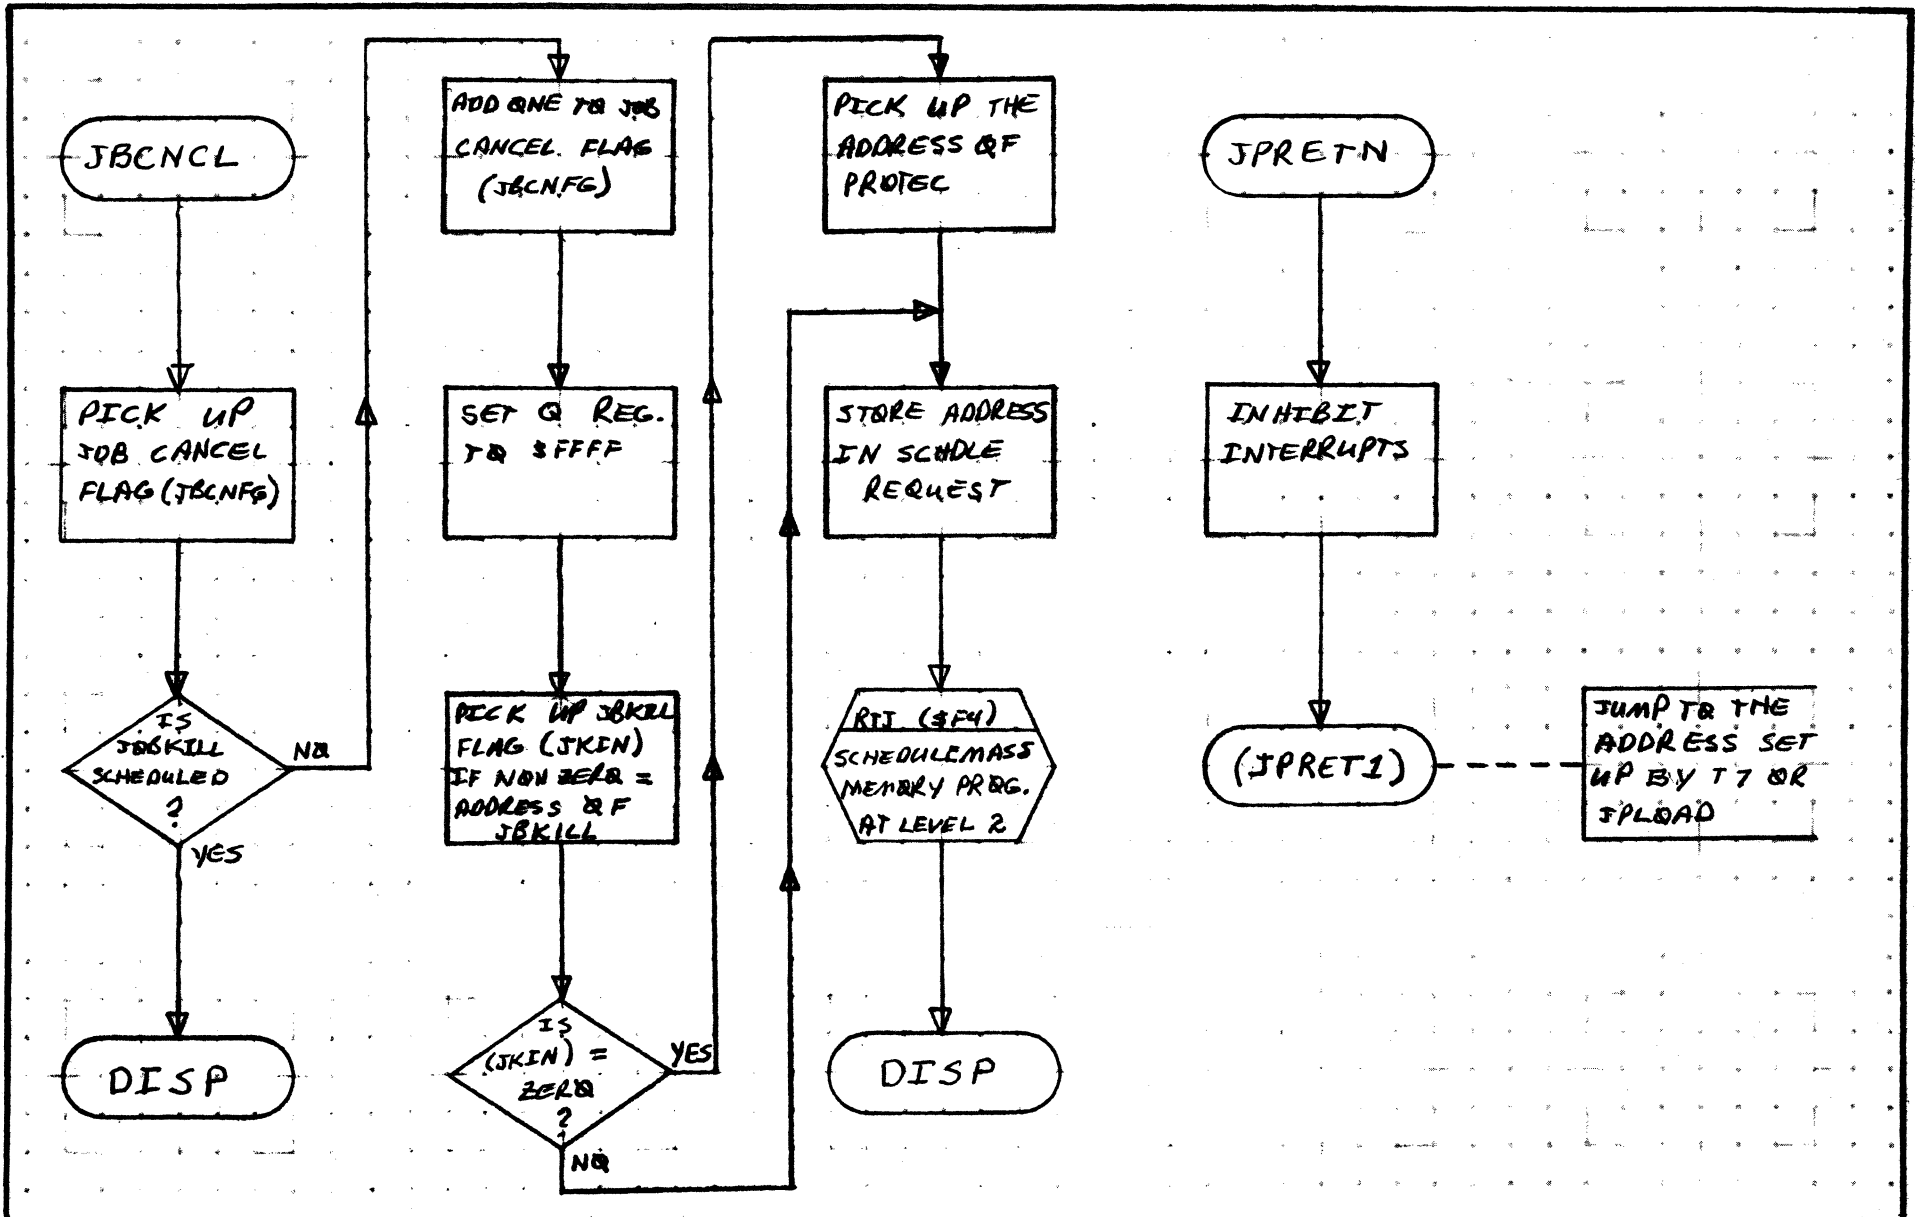 JBCNCL
PICK UP
JOB CANCEL
FLAG (JBCNFG)
IS
JOBKILL
SCHEDULED
?
NO
YES
DISP
ADD ONE TO JOB
CANCEL FLAG
(JBCNFG)
SET Q REG.
TO $FFFF
PICK UP JBKILL
FLAG (JKIN)
IF NON ZERO =
ADDRESS OF
JBKILL
IS
(JKIN) =
ZERO
?
YES
NO
PICK UP THE
ADDRESS OF
PROTEC
STORE ADDRESS
IN SCHDLE
REQUEST
RTJ ($F4)
SCHEDULE MASS
MEMORY PROG.
AT LEVEL 2
DISP
JPRETN
INHIBIT
INTERRUPTS
(JPRET1)
JUMP TO THE
ADDRESS SET
UP BY T7 OR
JPLOAD